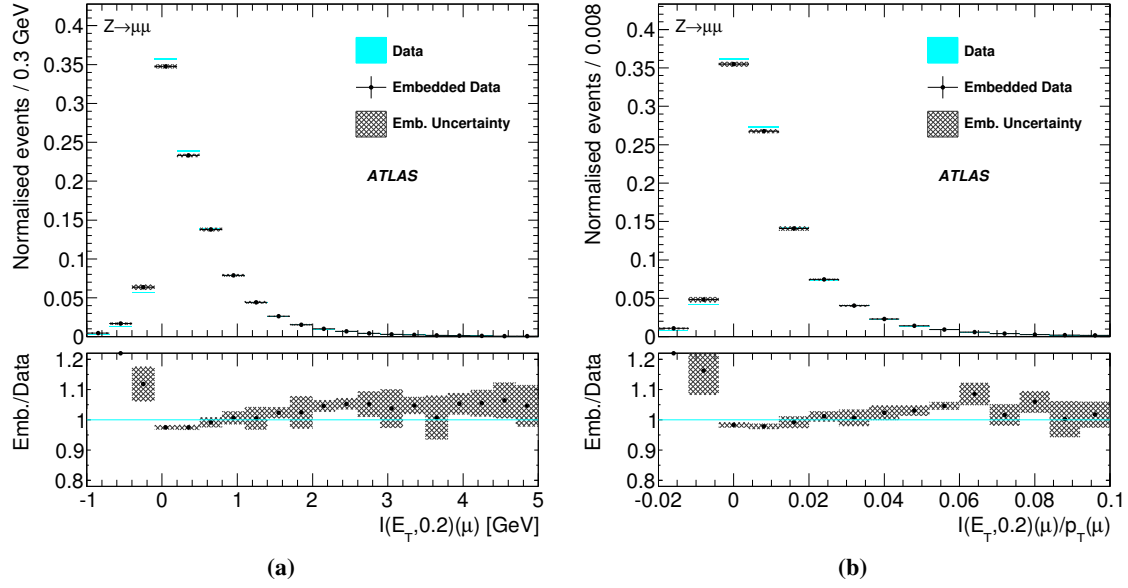 Normalised events / 0.3 GeV
0.4
0.35
0.3
0.25
0.2
0.15
0.1
0.05
0
Z→μμ
Data
Embedded Data
Emb. Uncertainty
ATLAS
Emb./Data
1.2
1.1
1
0.9
0.8
-1 0 1 2 3 4 5
I(E_T,0.2)(μ) [GeV]
(a)
Normalised events / 0.008
0.4
0.35
0.3
0.25
0.2
0.15
0.1
0.05
0
Z→μμ
Data
Embedded Data
Emb. Uncertainty
ATLAS
Emb./Data
1.2
1.1
1
0.9
0.8
-0.02 0 0.02 0.04 0.06 0.08 0.1
I(E_T,0.2)(μ)/p_T(μ)
(b)